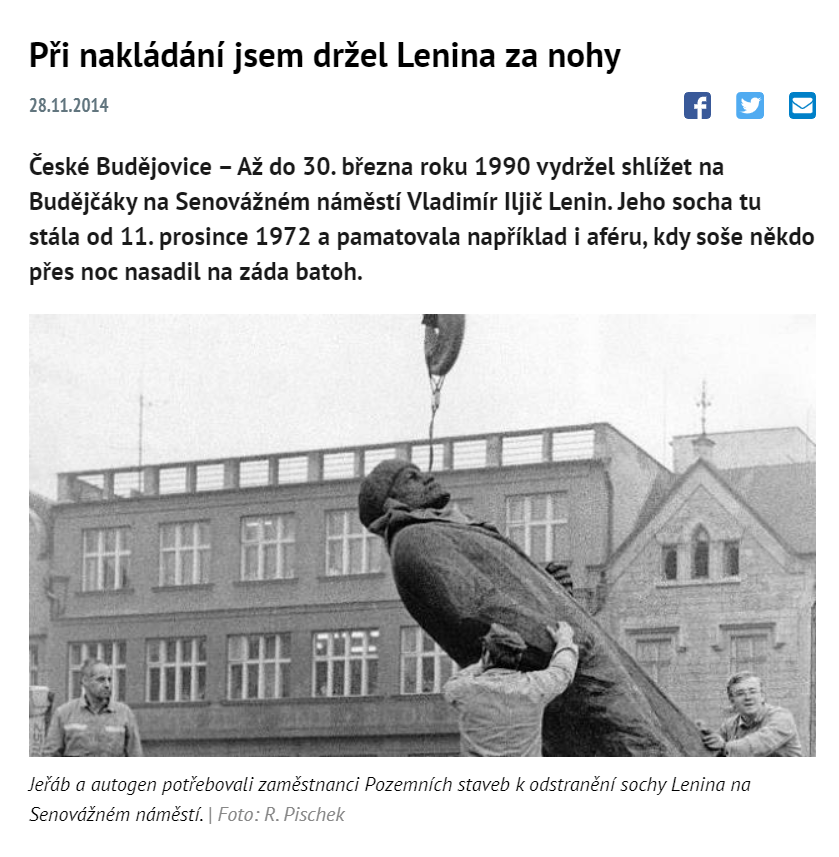 Při nakládání jsem držel Lenina za nohy
28.11.2014
České Budějovice – Až do 30. března roku 1990 vydržel shlížet na
Budějčáky na Senovážném náměstí Vladimír Iljič Lenin. Jeho socha tu
stála od 11. prosince 1972 a pamatovala například i aféru, kdy soše někdo
přes noc nasadil na záda batoh.
Jeřáb a autogen potřebovali zaměstnanci Pozemních staveb k odstranění sochy Lenina na
Senovážném náměstí. | Foto: R. Pischek